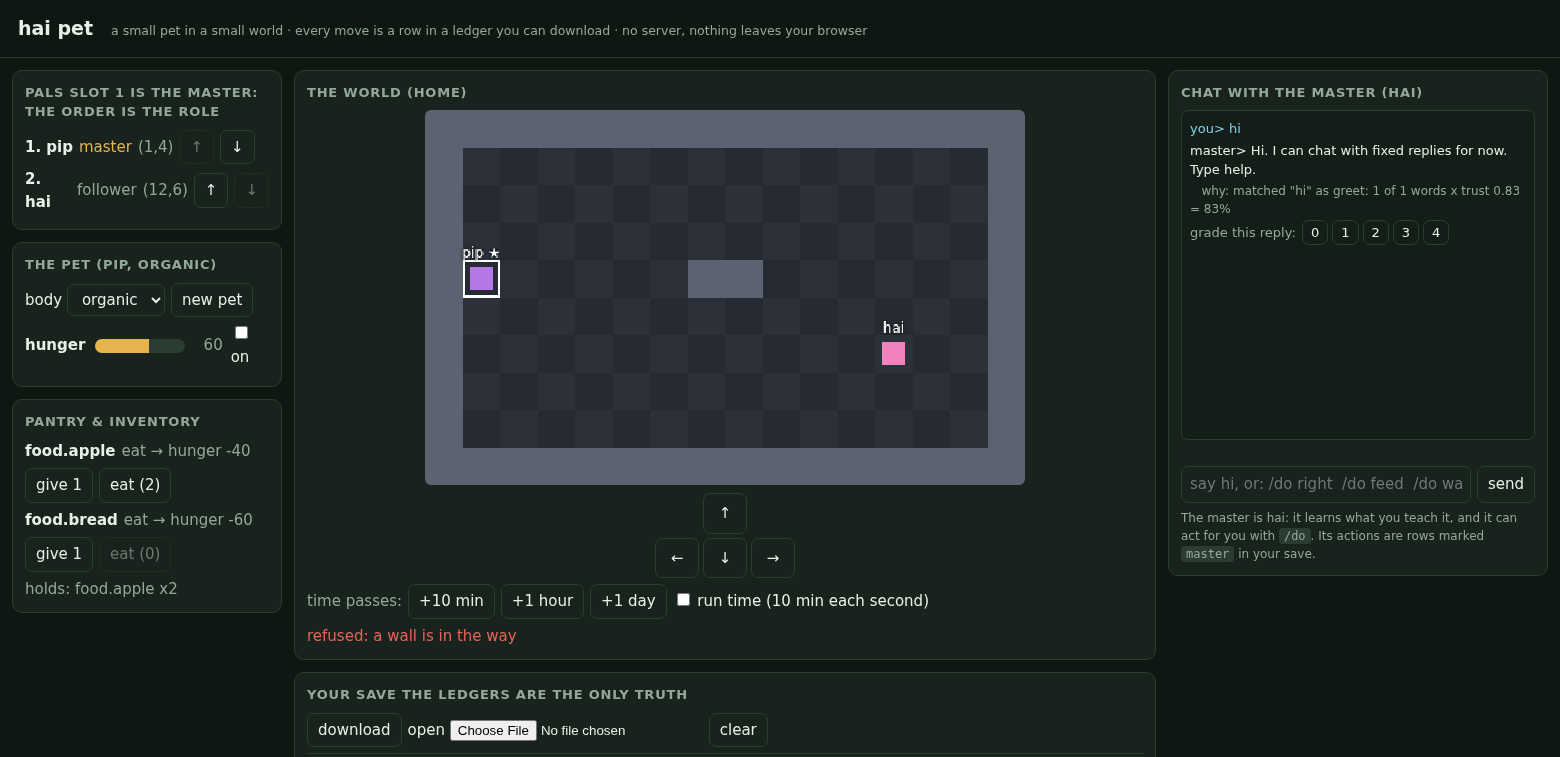 hai pet
a small pet in a small world · every move is a row in a ledger you can download · no server, nothing leaves your browser
PALS SLOT 1 IS THE MASTER:
THE ORDER IS THE ROLE
1. pip master (1,4) ↑ ↓
2.
hai follower (12,6) ↑ ↓
THE PET (PIP, ORGANIC)
body organic new pet
hunger 60
on
PANTRY & INVENTORY
food.apple eat → hunger -40
give 1 eat (2)
food.bread eat → hunger -60
give 1 eat (0)
holds: food.apple x2
THE WORLD (HOME)
pip ★
hai
↑
← ↓ →
time passes: +10 min +1 hour +1 day run time (10 min each second)
refused: a wall is in the way
YOUR SAVE THE LEDGERS ARE THE ONLY TRUTH
download open Choose File No file chosen clear
CHAT WITH THE MASTER (HAI)
you> hi
master> Hi. I can chat with fixed replies for now.
Type help.
why: matched "hi" as greet: 1 of 1 words x trust 0.83
= 83%
grade this reply: 0 1 2 3 4
say hi, or: /do right /do feed /do wa
send
The master is hai: it learns what you teach it, and it can
act for you with /do. Its actions are rows marked
master in your save.